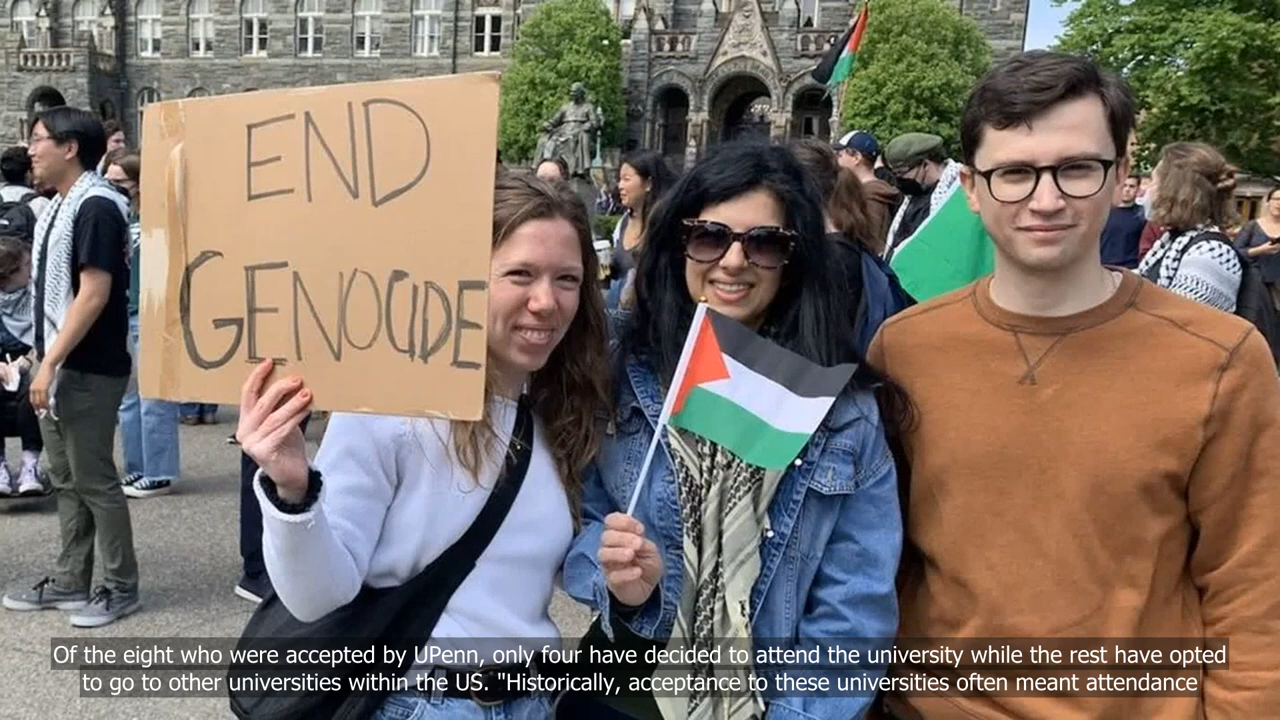 END
GENOCIDE
Of the eight who were accepted by UPenn, only four have decided to attend the university while the rest have opted
to go to other universities within the US. "Historically, acceptance to these universities often meant attendance